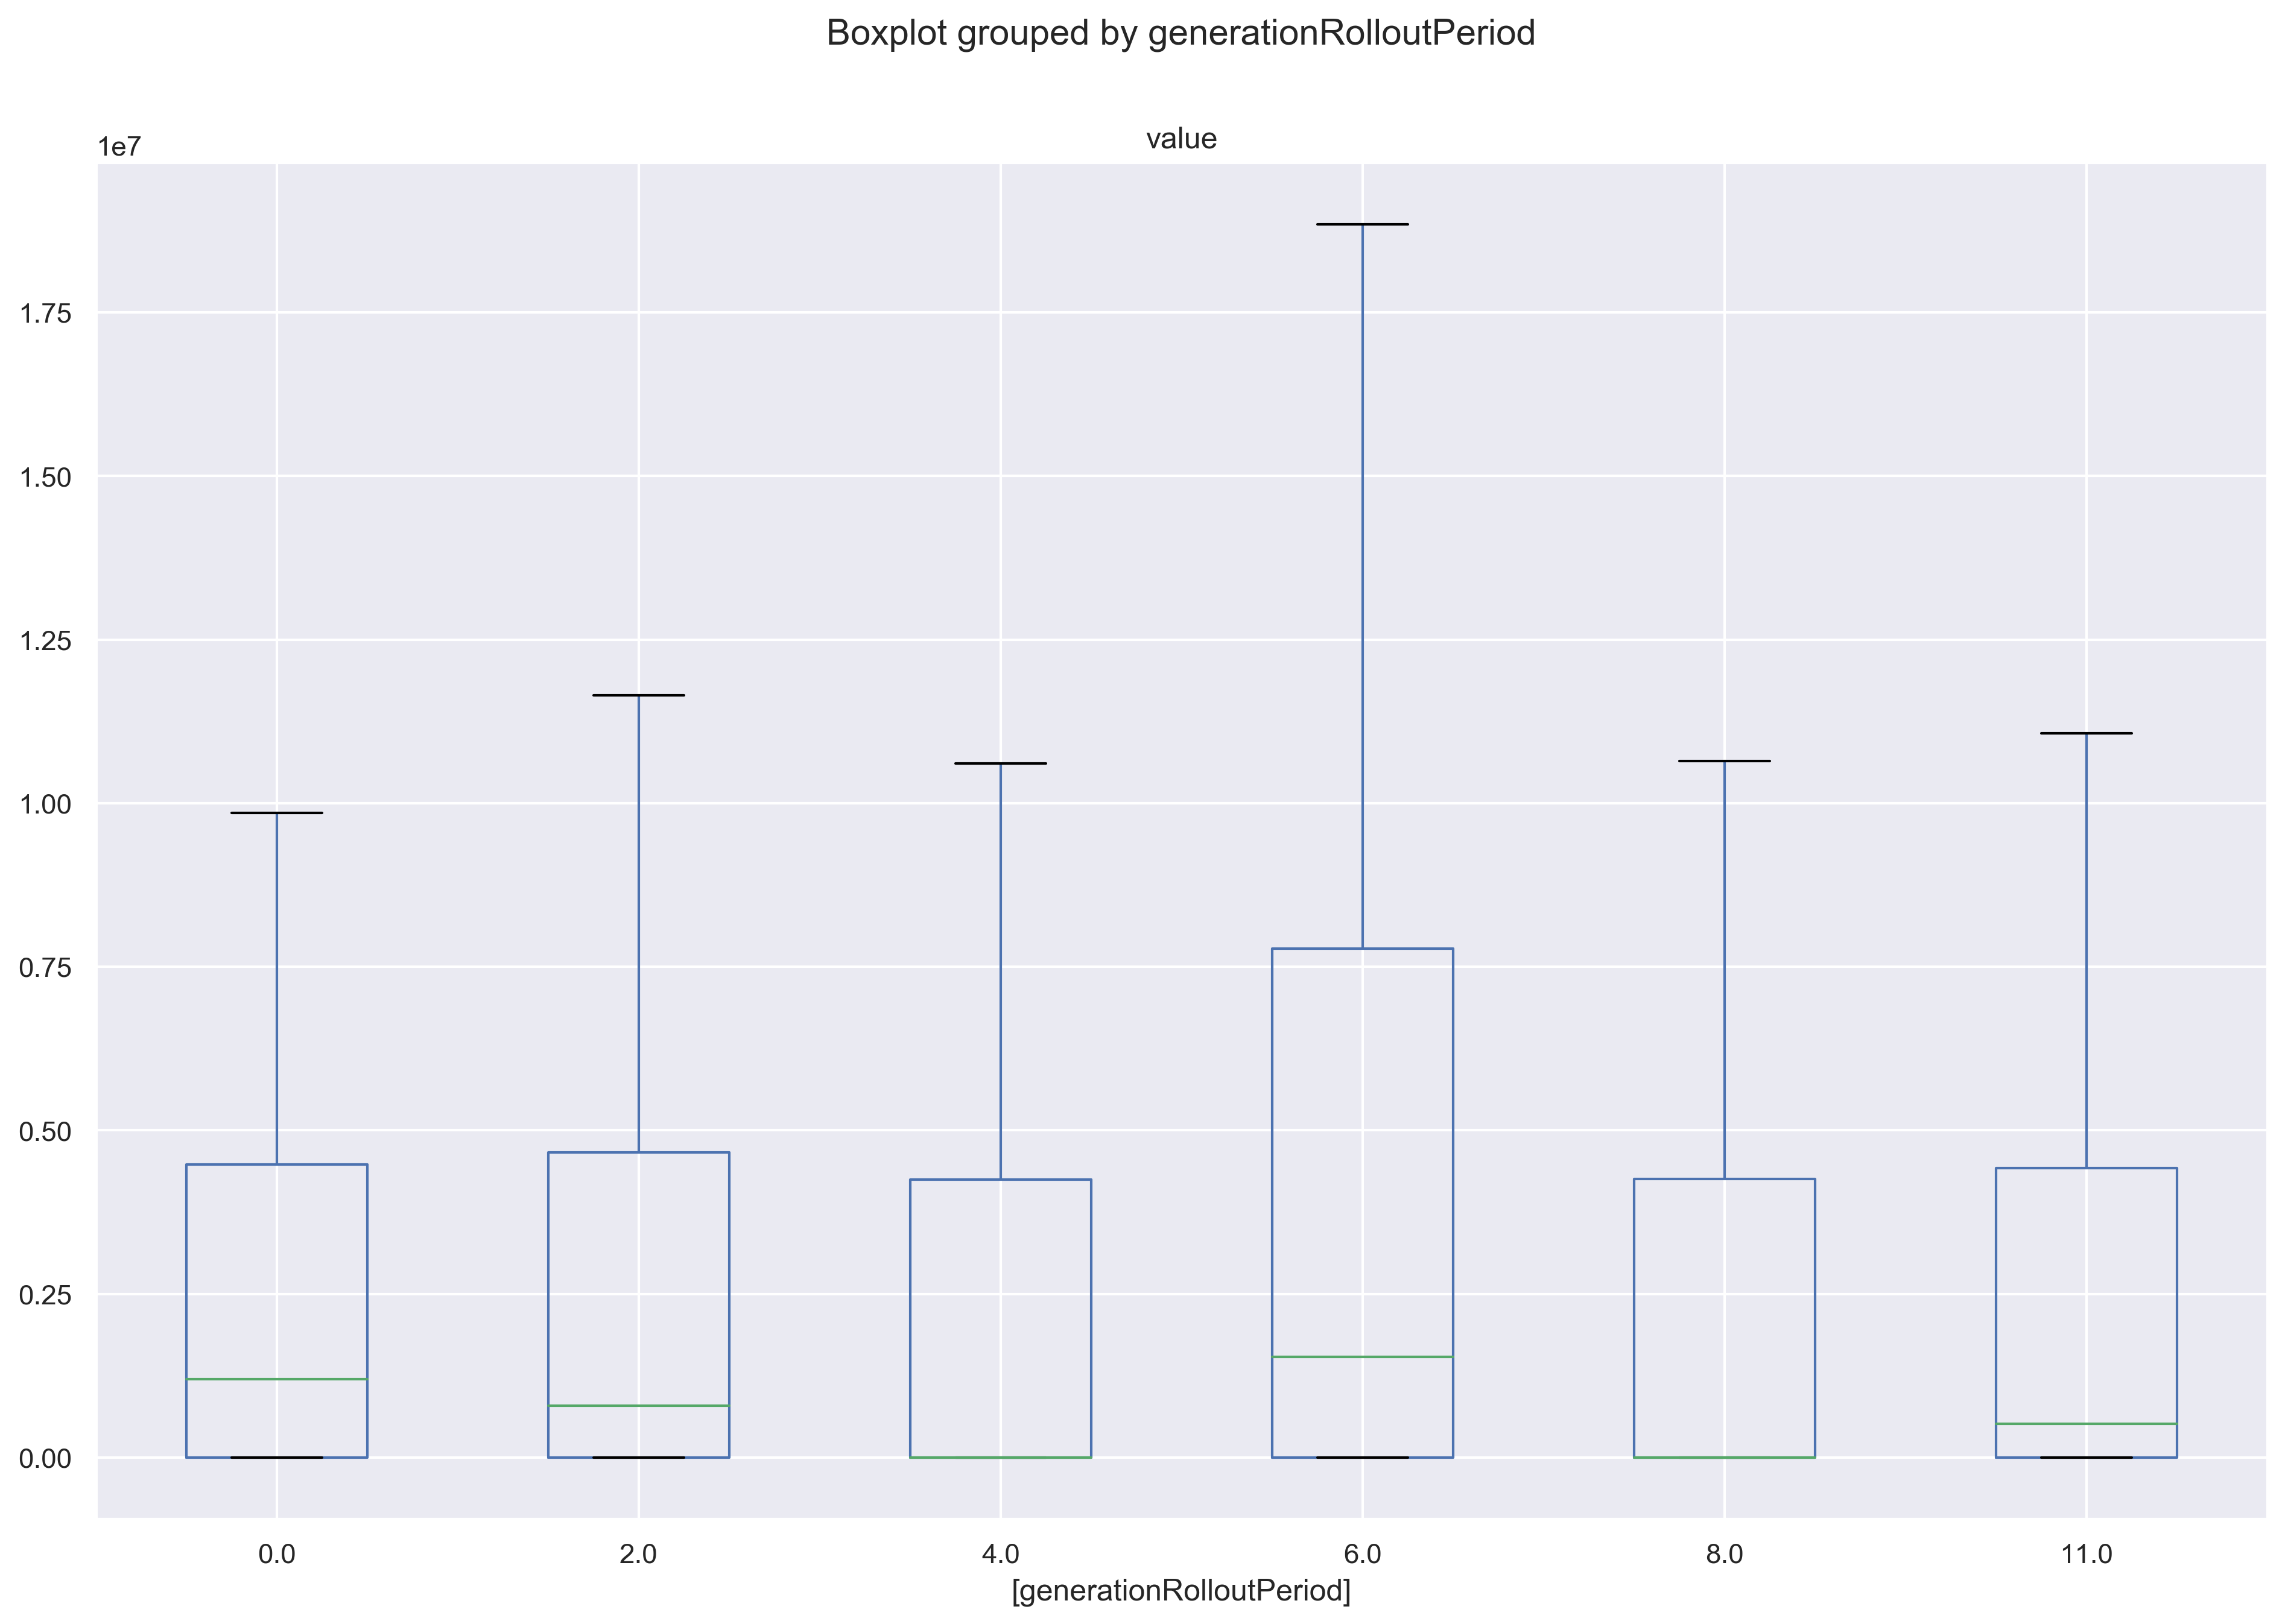 Boxplot grouped by generationRolloutPeriod
value
1e7
1.75
1.50
1.25
1.00
0.75
0.50
0.25
0.00
0.0 2.0 4.0 6.0 8.0 11.0
[generationRolloutPeriod]